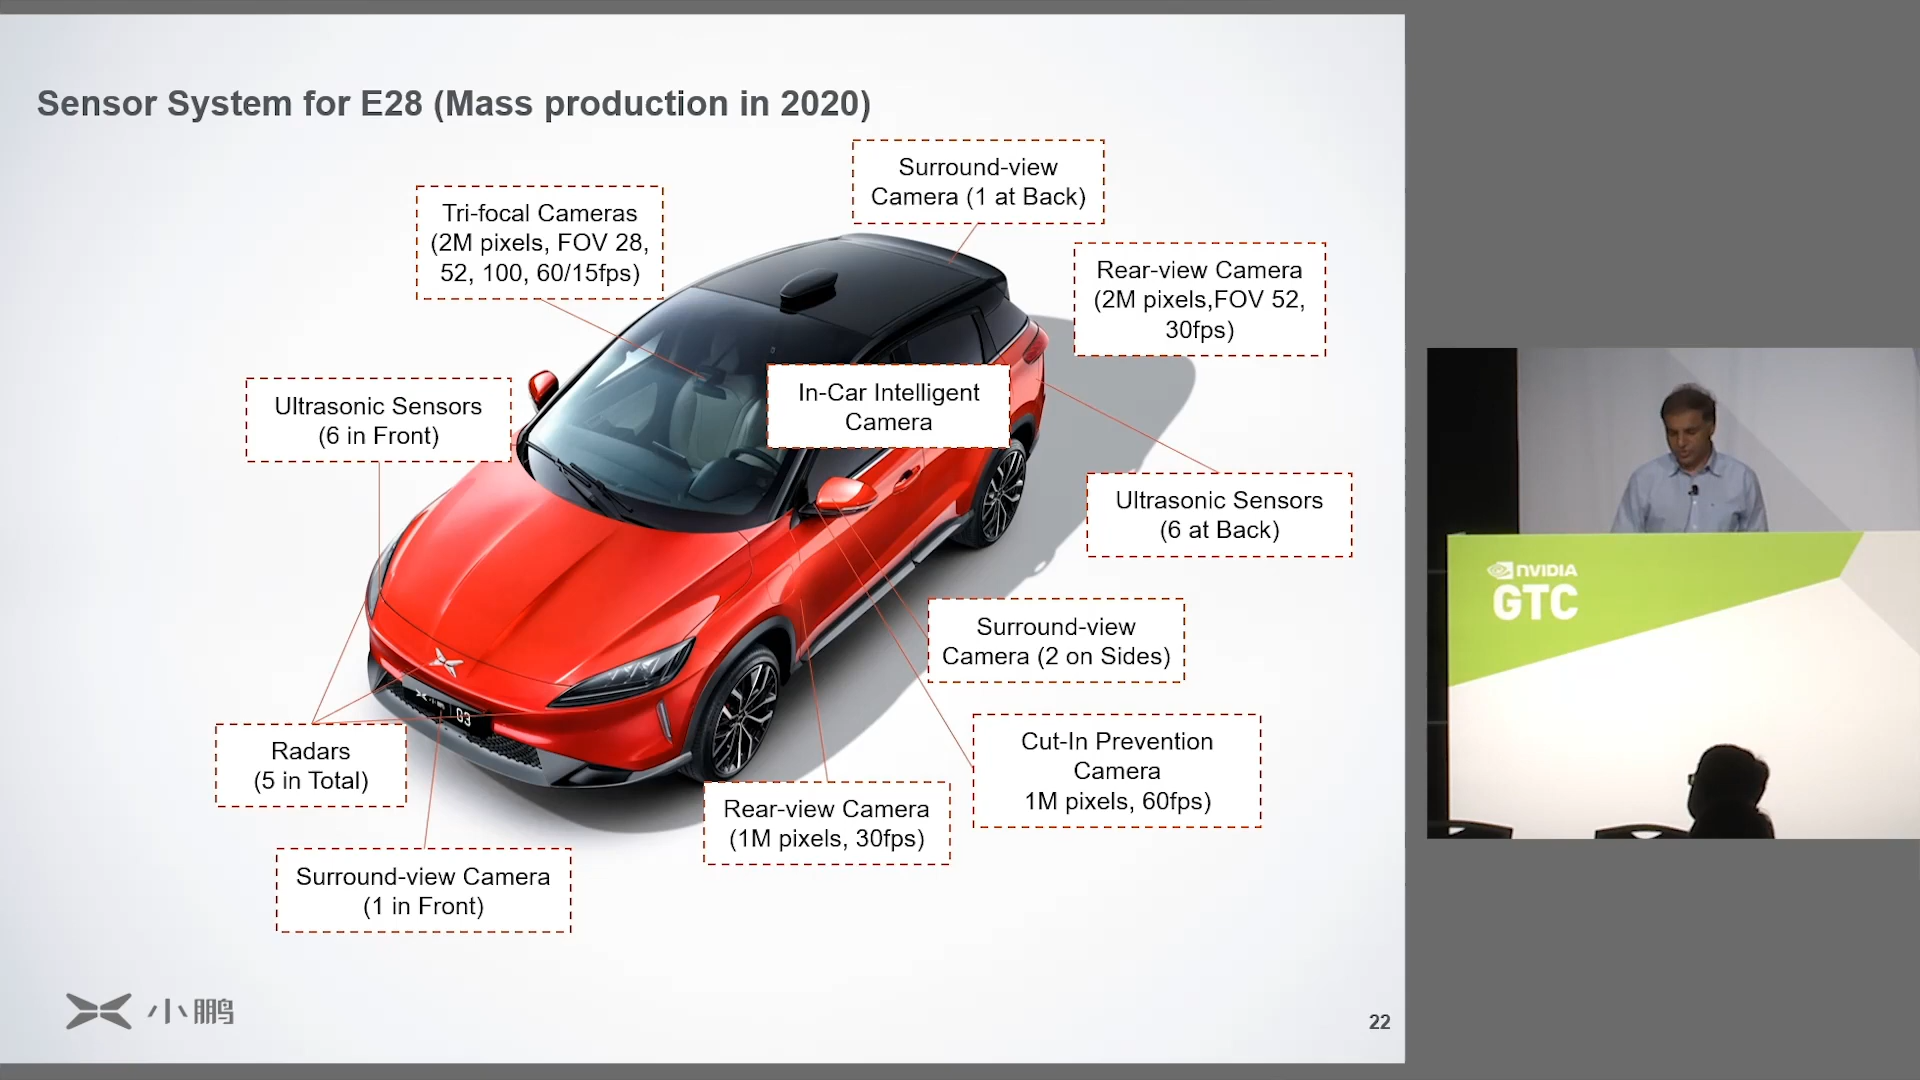 Sensor System for E28 (Mass production in 2020)
Surround-view
Camera (1 at Back)
Tri-focal Cameras
(2M pixels, FOV 28,
52, 100, 60/15fps)
Rear-view Camera
(2M pixels,FOV 52,
30fps)
In-Car Intelligent
Camera
Ultrasonic Sensors
(6 in Front)
Ultrasonic Sensors
(6 at Back)
Surround-view
Camera (2 on Sides)
Radars
(5 in Total)
Cut-In Prevention
Camera
1M pixels, 60fps)
Rear-view Camera
(1M pixels, 30fps)
Surround-view Camera
(1 in Front)
G3
小鹏
22
NVIDIA
GTC